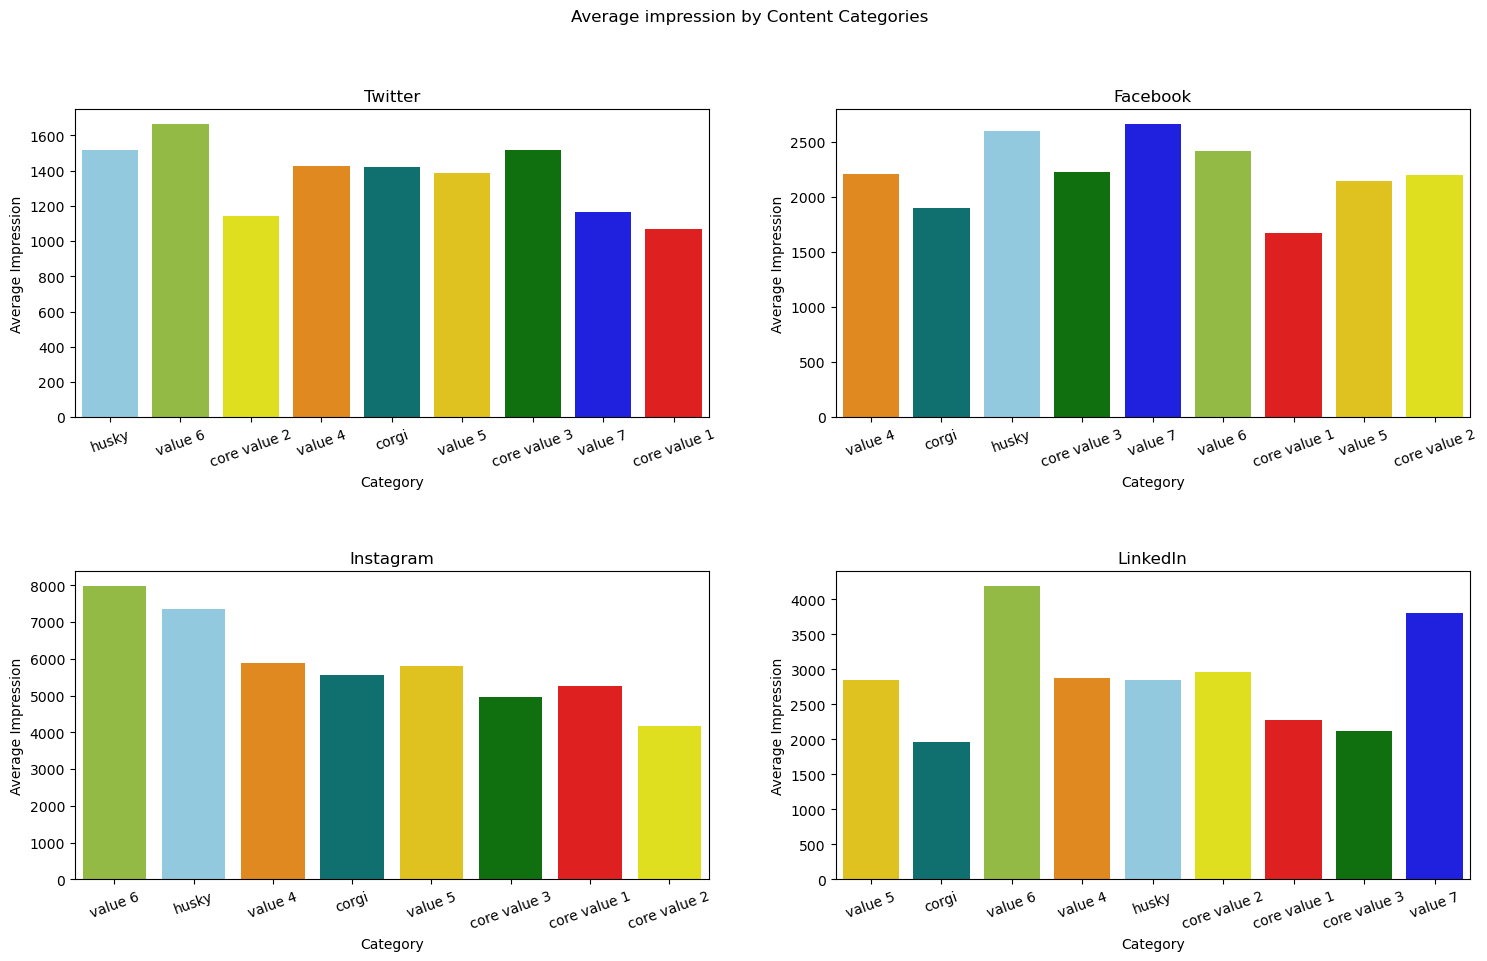 Average impression by Content Categories
Twitter
Average Impression
1600
1400
1200
1000
800
600
400
200
0
husky
value 6
core value 2
value 4
corgi
value 5
core value 3
value 7
core value 1
Category
Facebook
Average Impression
2500
2000
1500
1000
500
0
value 4
corgi
husky
core value 3
value 7
value 6
core value 1
value 5
core value 2
Category
Instagram
Average Impression
8000
7000
6000
5000
4000
3000
2000
1000
0
value 6
husky
value 4
corgi
value 5
core value 3
core value 1
core value 2
Category
LinkedIn
Average Impression
4000
3500
3000
2500
2000
1500
1000
500
0
value 5
corgi
value 6
value 4
husky
core value 2
core value 1
core value 3
value 7
Category